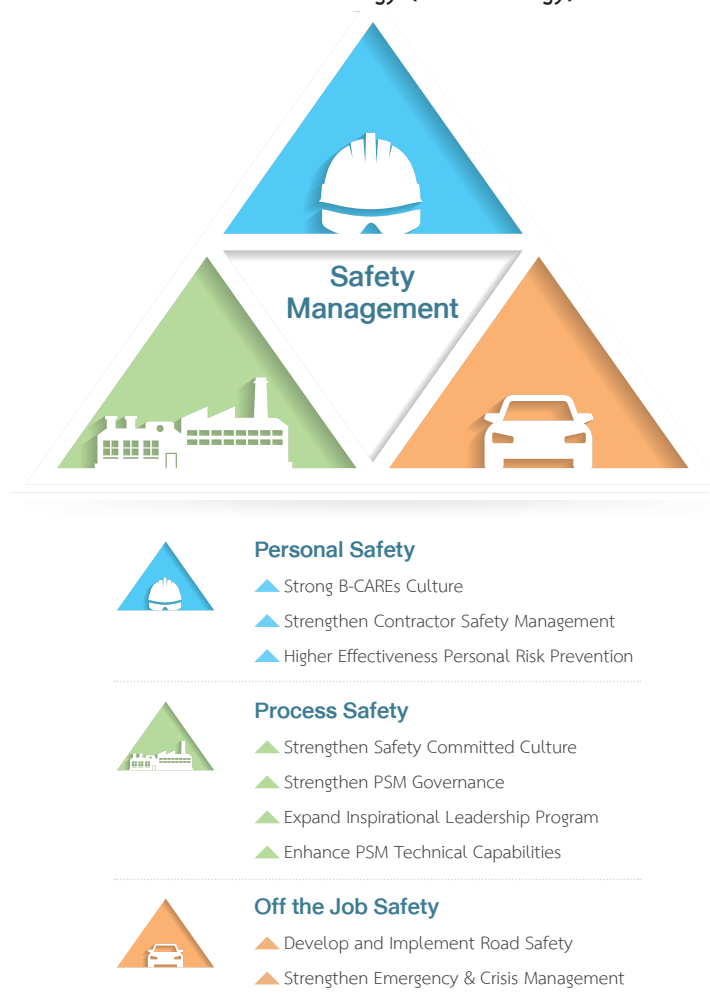 Safety
Management
Personal Safety
Strong B-CAREs Culture
Strengthen Contractor Safety Management
Higher Effectiveness Personal Risk Prevention
Process Safety
Strengthen Safety Committed Culture
Strengthen PSM Governance
Expand Inspirational Leadership Program
Enhance PSM Technical Capabilities
Off the Job Safety
Develop and Implement Road Safety
Strengthen Emergency & Crisis Management